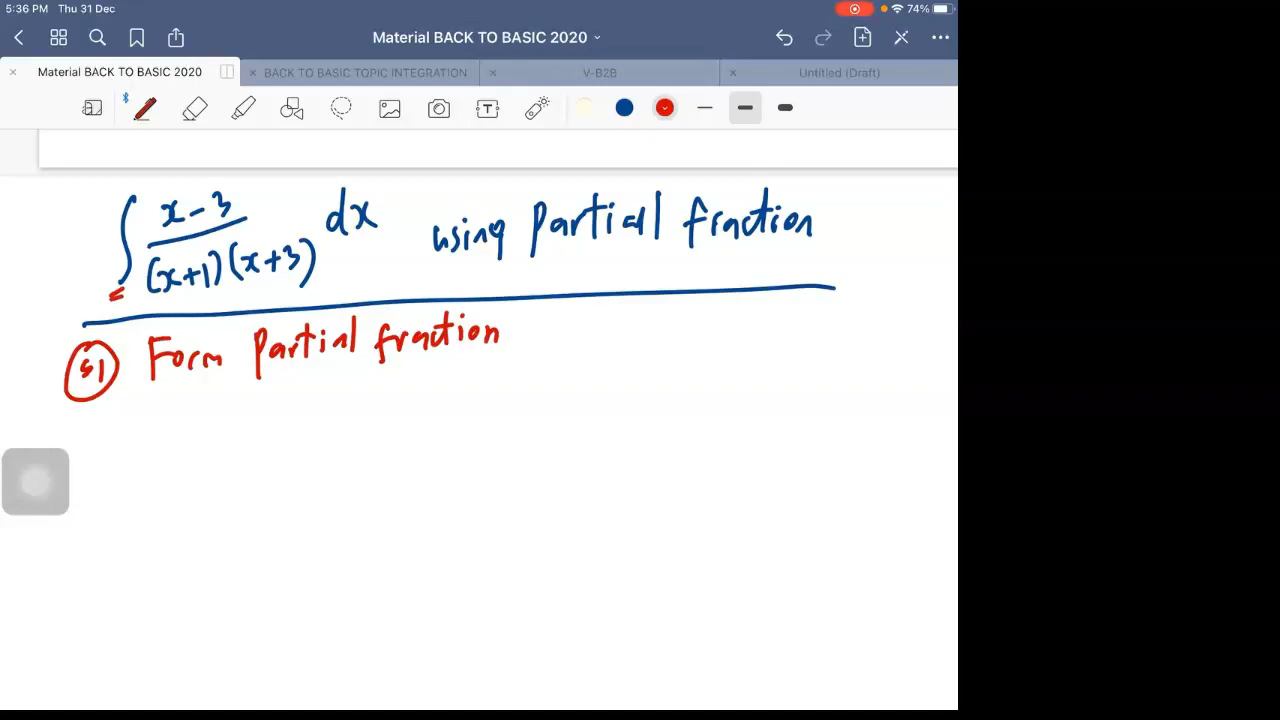 5:36 PM Thu 31 Dec 74%
Material BACK TO BASIC 2020
Material BACK TO BASIC 2020 BACK TO BASIC TOPIC INTEGRATION V-B2B Untitled (Draft)
T
∫ x-3 / (x+1)(x+3) dx using partial fraction
S1 Form partial fraction